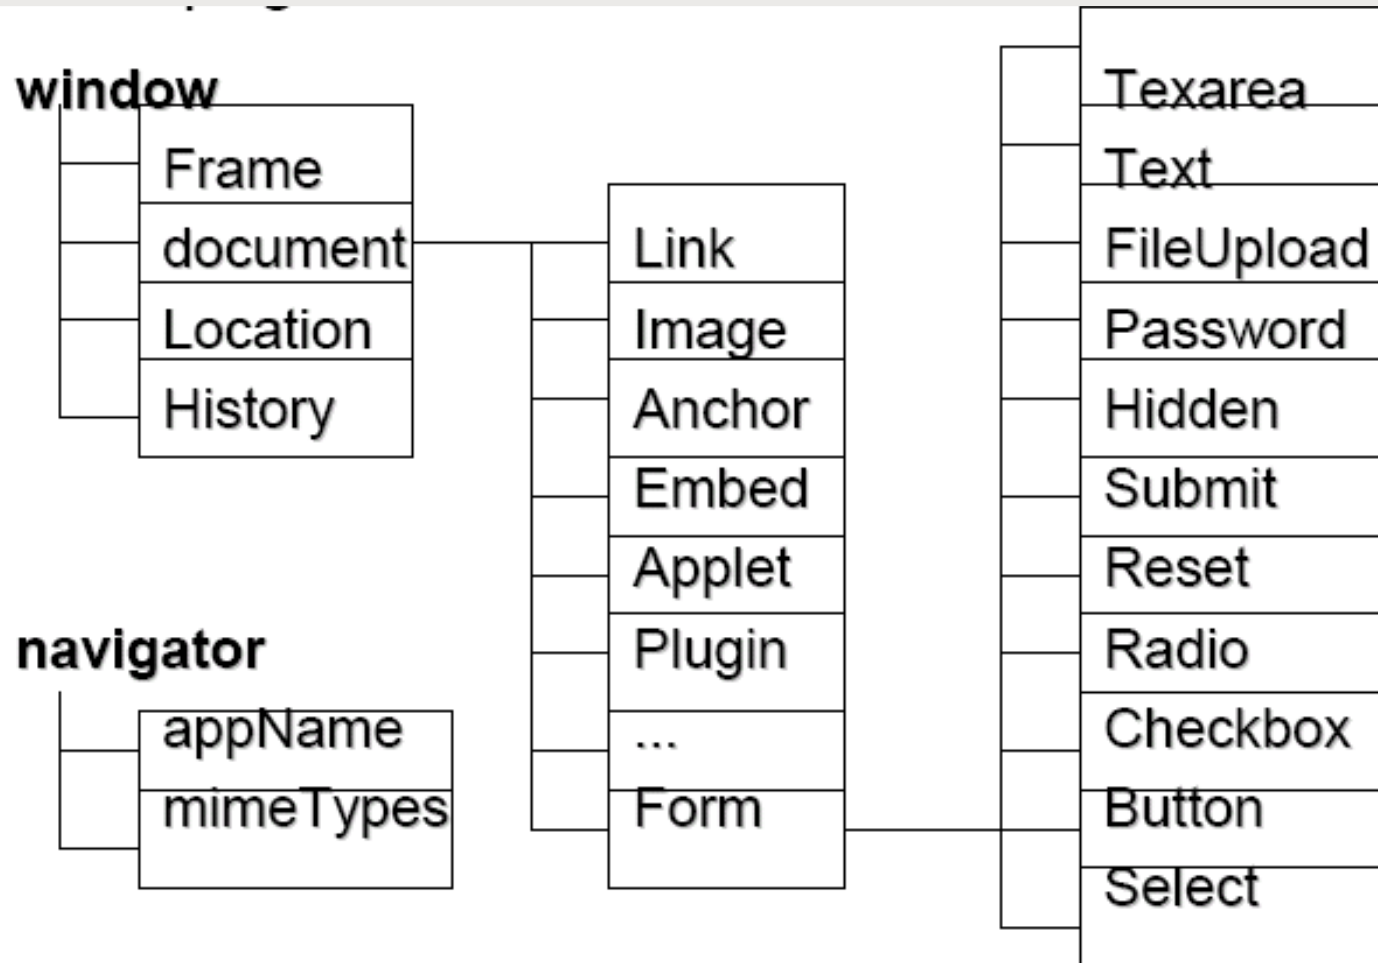 window
Frame
document
Location
History
navigator
appName
mimeTypes
Link
Image
Anchor
Embed
Applet
Plugin
...
Form
Texarea
Text
FileUpload
Password
Hidden
Submit
Reset
Radio
Checkbox
Button
Select